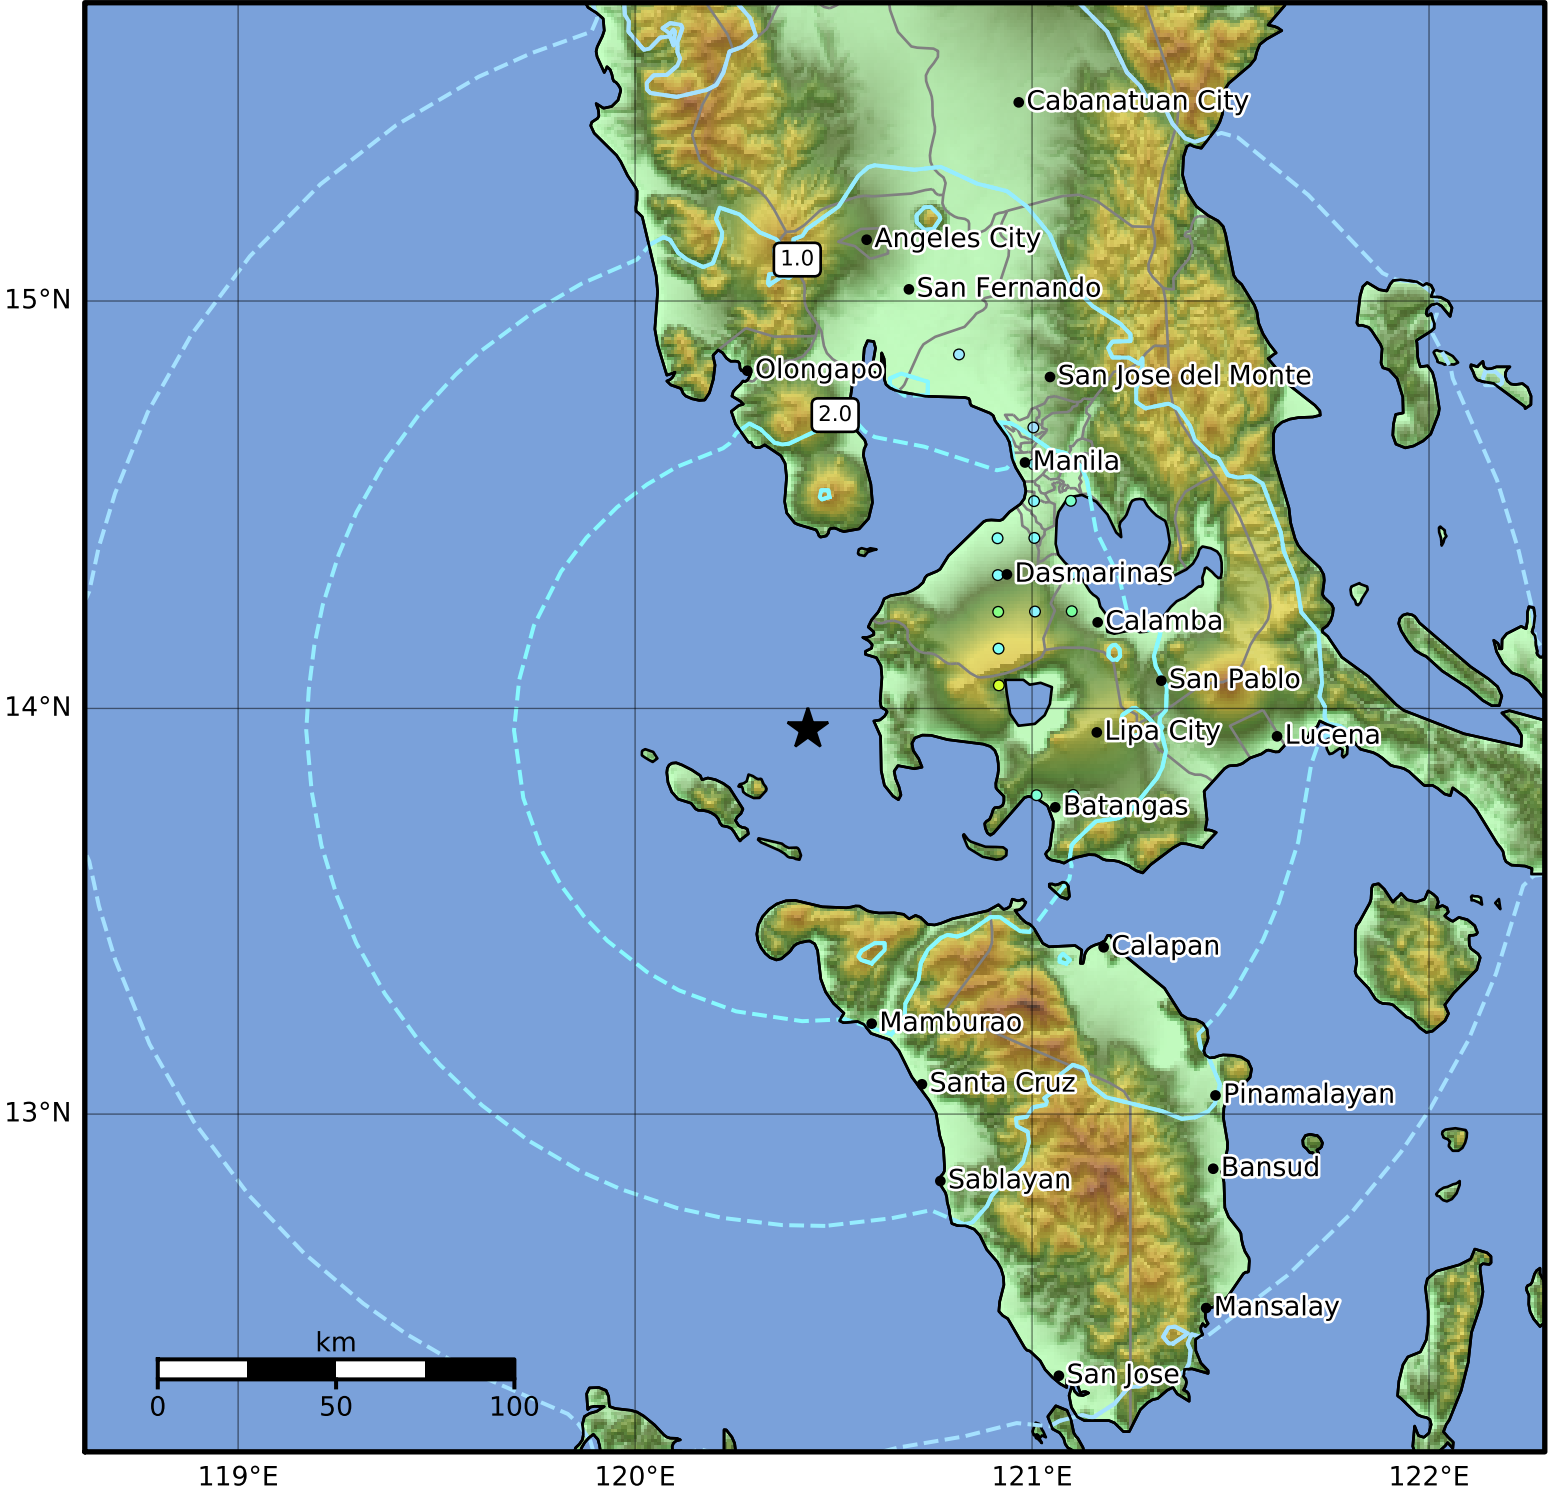 Cabanatuan City
Angeles City
1.0
San Fernando
15°N
Olongapo
San Jose del Monte
2.0
Manila
Dasmarinas
Calamba
San Pablo
14°N
Lipa City
Lucena
Batangas
Calapan
Mamburao
Santa Cruz
Pinamalayan
13°N
Bansud
Sablayan
Mansalay
km
San Jose
0 50 100
119°E 120°E 121°E 122°E